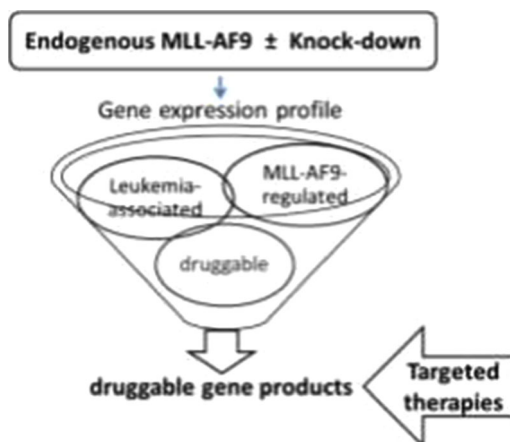 Endogenous MLL-AF9 ± Knock-down
Gene expression profile
Leukemia-
associated
MLL-AF9-
regulated
druggable
druggable gene products
Targeted
therapies